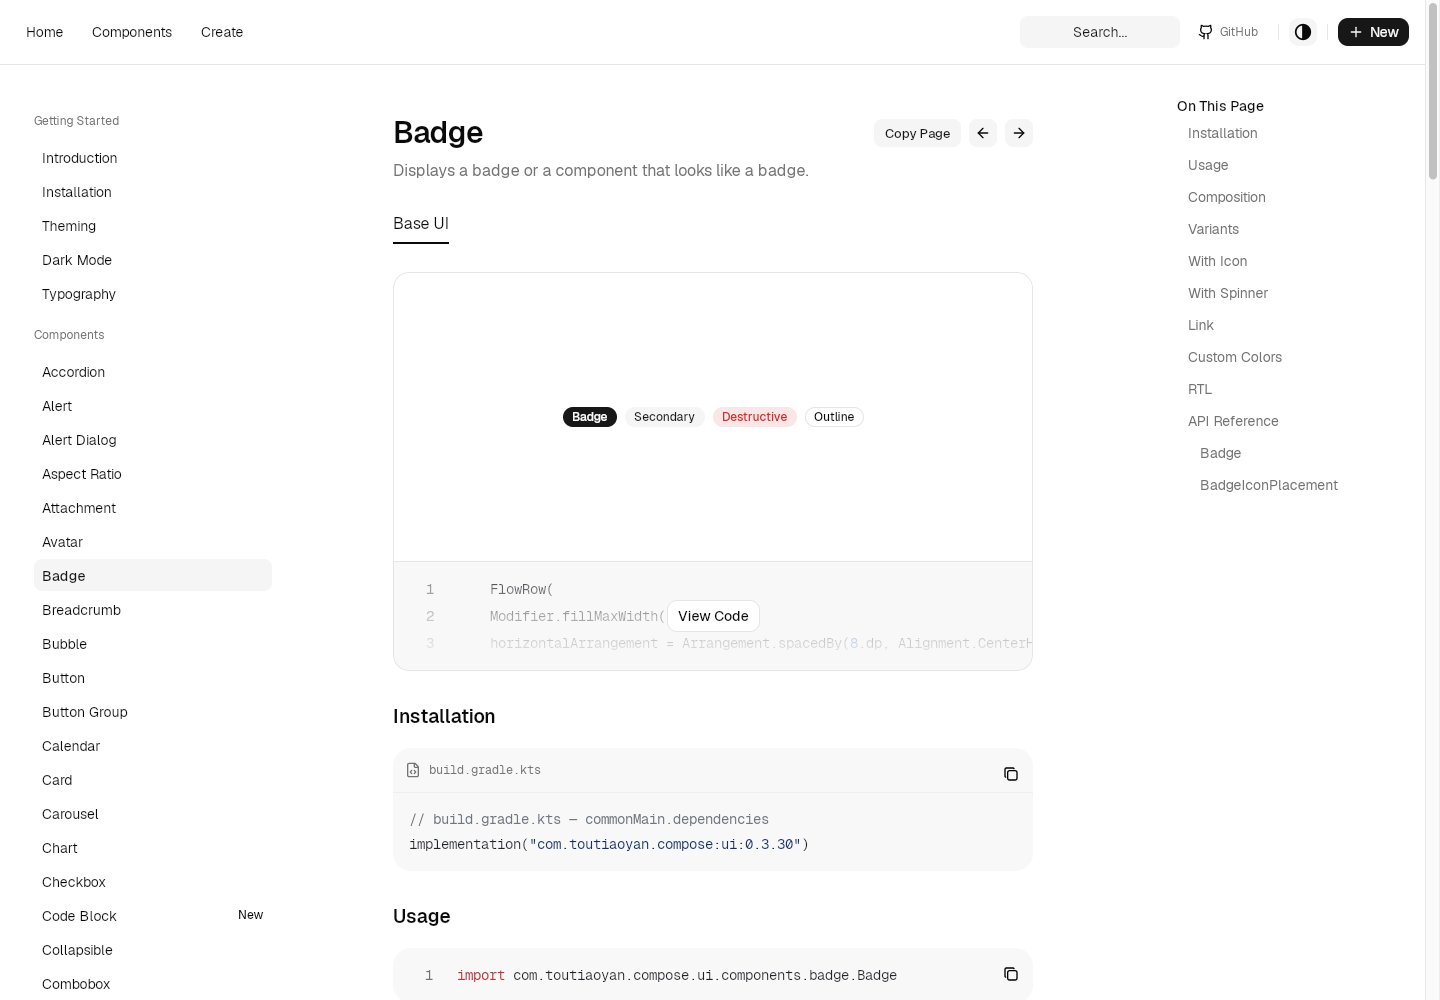 Home
Components
Create
Search...
GitHub
New
Getting Started
Introduction
Installation
Theming
Dark Mode
Typography
Components
Accordion
Alert
Alert Dialog
Aspect Ratio
Attachment
Avatar
Badge
Breadcrumb
Bubble
Button
Button Group
Calendar
Card
Carousel
Chart
Checkbox
Code Block New
Collapsible
Combobox
Badge
Copy Page
Displays a badge or a component that looks like a badge.
Base UI
Badge Secondary Destructive Outline
1 FlowRow(
2 Modifier.fillMaxWidth(
View Code
3 horizontalArrangement = Arrangement.spacedBy(8.dp, Alignment.CenterH
Installation
build.gradle.kts
// build.gradle.kts — commonMain.dependencies
implementation("com.toutiaoyan.compose:ui:0.3.30")
Usage
1 import com.toutiaoyan.compose.ui.components.badge.Badge
On This Page
Installation
Usage
Composition
Variants
With Icon
With Spinner
Link
Custom Colors
RTL
API Reference
Badge
BadgeIconPlacement